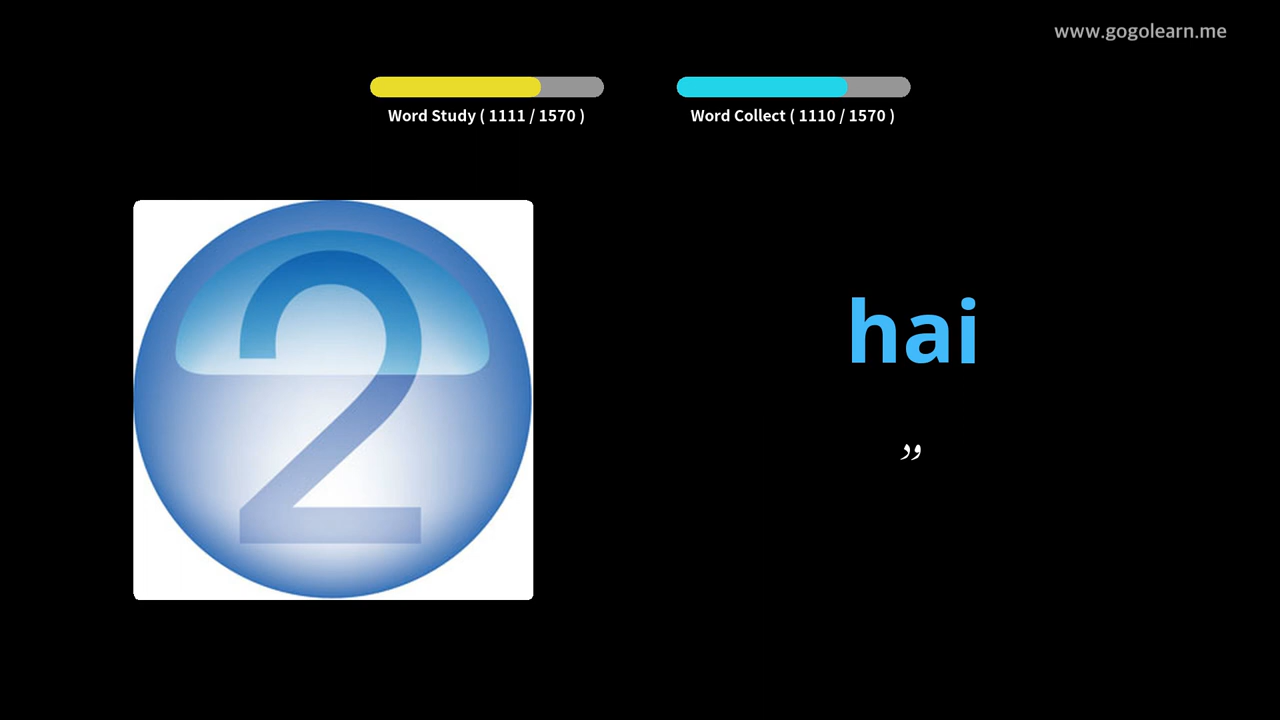 www.gogolearn.me
Word Study ( 1111 / 1570 )
Word Collect ( 1110 / 1570 )
2
hai
”